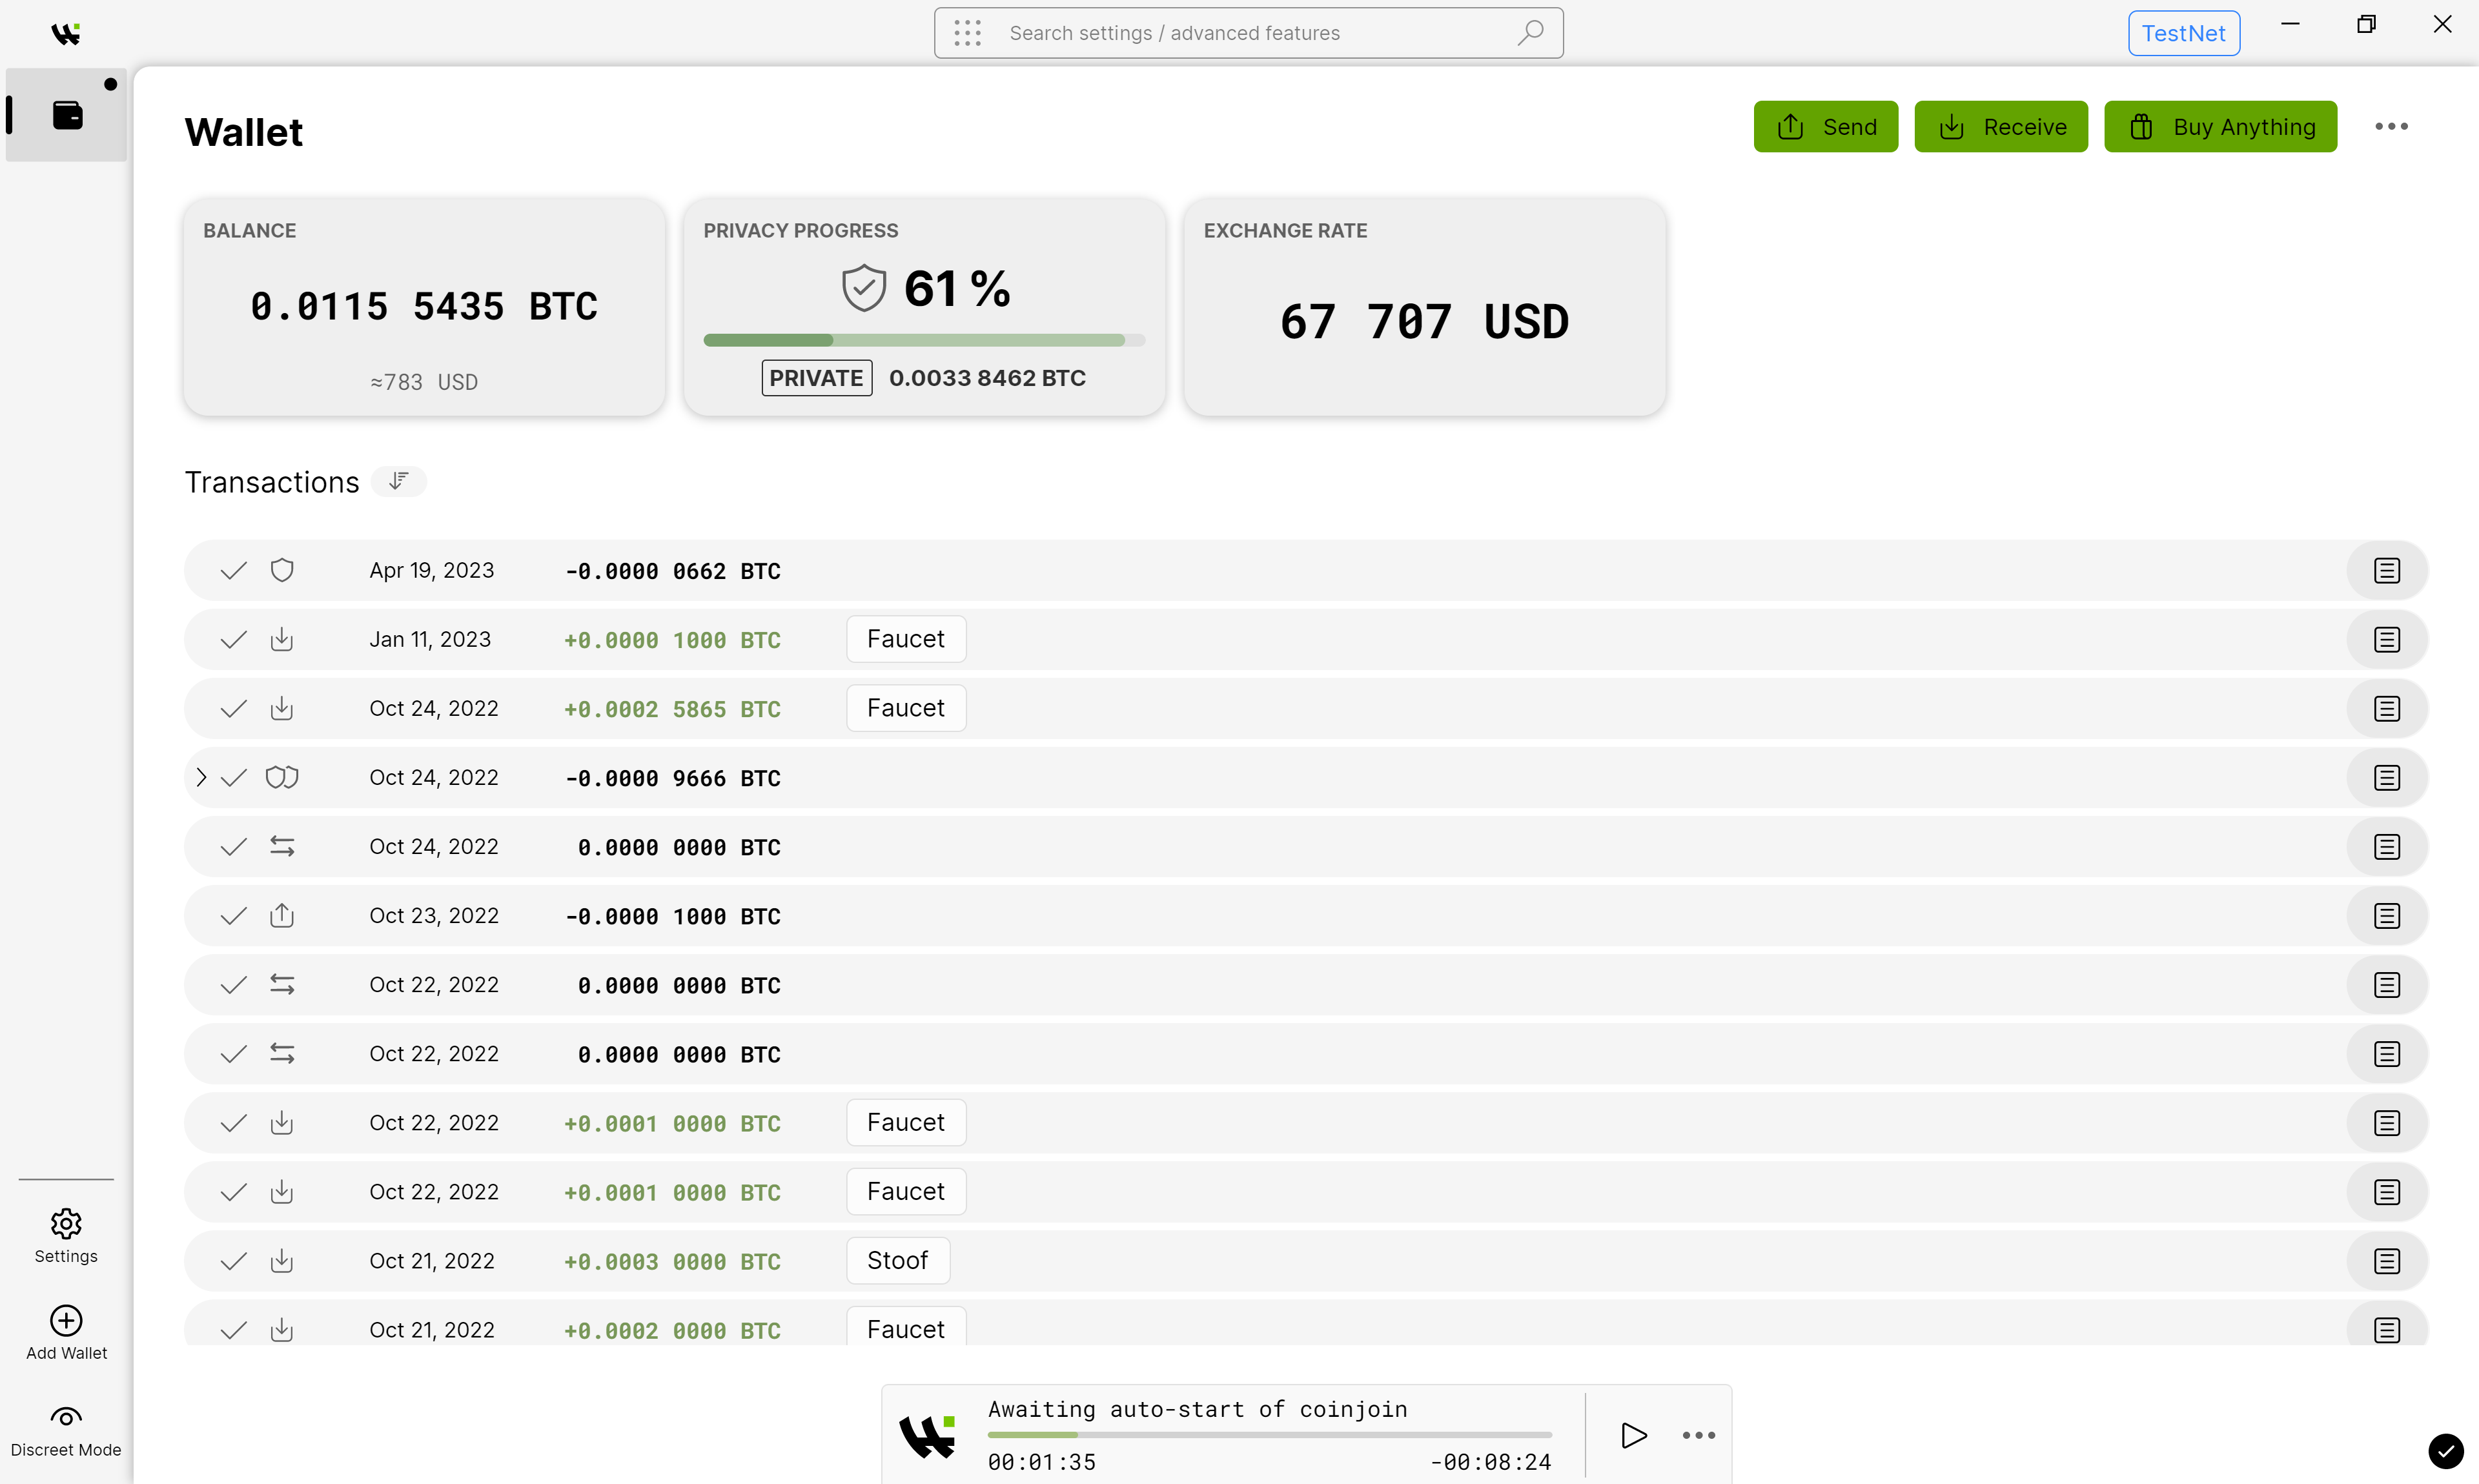 Search settings / advanced features
TestNet
Wallet
Send
Receive
Buy Anything
BALANCE
0.0115 5435 BTC
≈783 USD
PRIVACY PROGRESS
61 %
PRIVATE 0.0033 8462 BTC
EXCHANGE RATE
67 707 USD
Transactions
Apr 19, 2023 -0.0000 0662 BTC
Jan 11, 2023 +0.0000 1000 BTC Faucet
Oct 24, 2022 +0.0002 5865 BTC Faucet
Oct 24, 2022 -0.0000 9666 BTC
Oct 24, 2022 0.0000 0000 BTC
Oct 23, 2022 -0.0000 1000 BTC
Oct 22, 2022 0.0000 0000 BTC
Oct 22, 2022 0.0000 0000 BTC
Oct 22, 2022 +0.0001 0000 BTC Faucet
Oct 22, 2022 +0.0001 0000 BTC Faucet
Oct 21, 2022 +0.0003 0000 BTC Stoof
Oct 21, 2022 +0.0002 0000 BTC Faucet
Settings
Add Wallet
Discreet Mode
Awaiting auto-start of coinjoin
00:01:35 -00:08:24